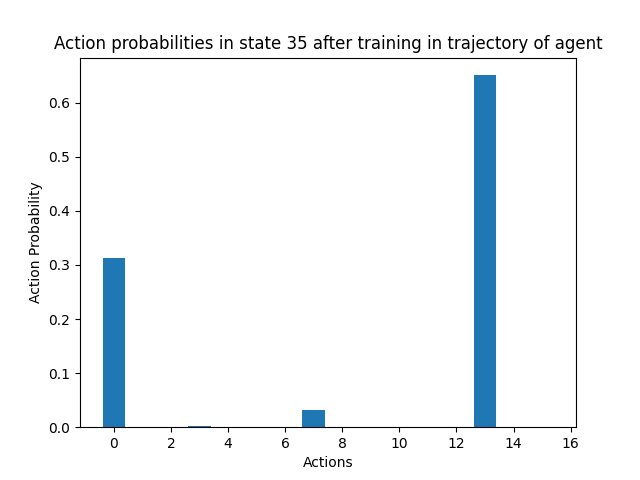 Action probabilities in state 35 after training in trajectory of agent
Action Probability
0.6
0.5
0.4
0.3
0.2
0.1
0.0
0 2 4 6 8 10 12 14 16
Actions